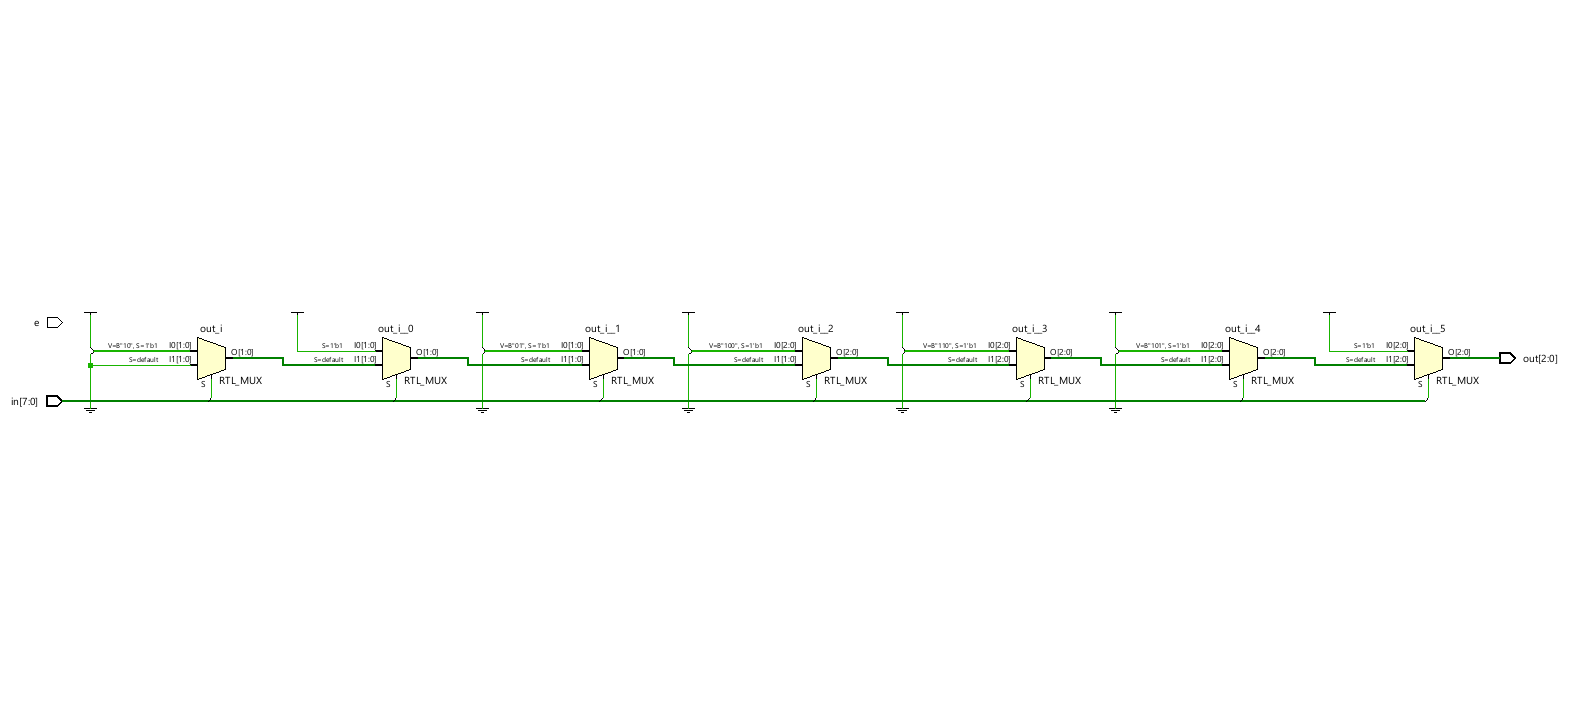 e
in[7:0]
out_i
V=B"10", S=1'b1 I0[1:0]
S=default I1[1:0]
O[1:0]
S
RTL_MUX
out_i__0
S=1'b1 I0[1:0]
S=default I1[1:0]
O[1:0]
S
RTL_MUX
out_i__1
V=B"01", S=1'b1 I0[1:0]
S=default I1[1:0]
O[1:0]
S
RTL_MUX
out_i__2
V=B"100", S=1'b1 I0[2:0]
S=default I1[1:0]
O[2:0]
S
RTL_MUX
out_i__3
V=B"110", S=1'b1 I0[2:0]
S=default I1[2:0]
O[2:0]
S
RTL_MUX
out_i__4
V=B"101", S=1'b1 I0[2:0]
S=default I1[2:0]
O[2:0]
S
RTL_MUX
out_i__5
S=1'b1 I0[2:0]
S=default I1[2:0]
O[2:0]
S
RTL_MUX
out[2:0]